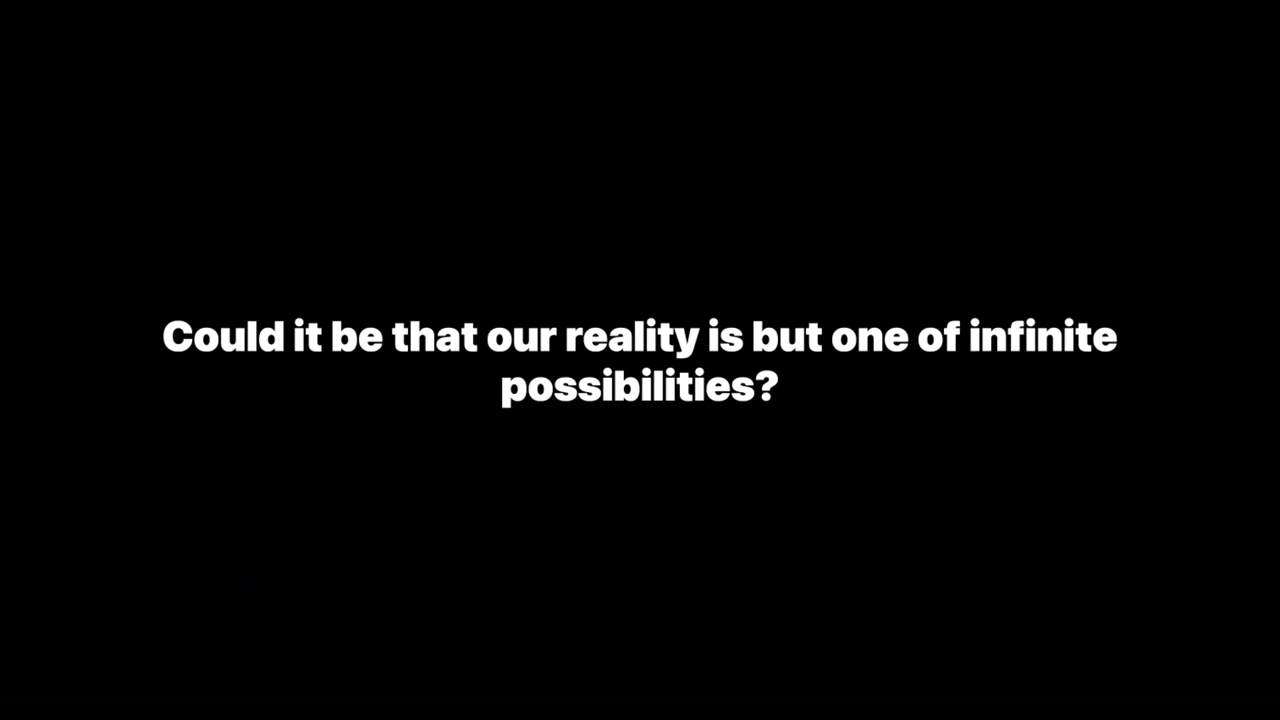 Could it be that our reality is but one of infinite
possibilities?